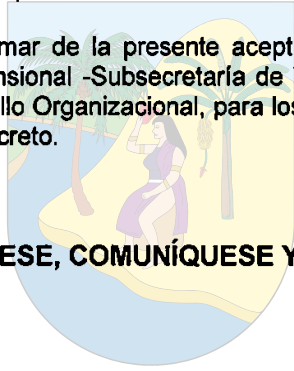 mar de la presente acept
nsional -Subsecretaría de
llo Organizacional, para los
creto.
ESE, COMUNÍQUESE Y